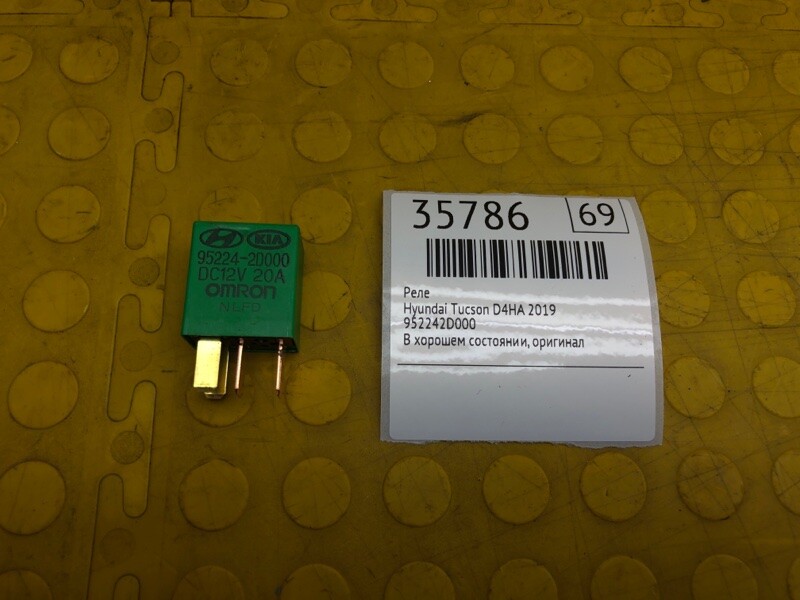 KIA
95224-2D000
DC12V 20A
OMRON
35786 69
Реле
Hyundai Tucson D4HA 2019
952242D000
В хорошем состоянии, оригинал